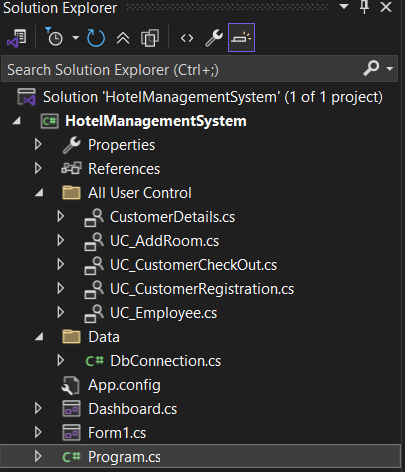 Solution Explorer
Search Solution Explorer (Ctrl+;)
Solution 'HotelManagementSystem' (1 of 1 project)
HotelManagementSystem
Properties
References
All User Control
CustomerDetails.cs
UC_AddRoom.cs
UC_CustomerCheckOut.cs
UC_CustomerRegistration.cs
UC_Employee.cs
Data
C# DbConnection.cs
App.config
Dashboard.cs
Form1.cs
C# Program.cs